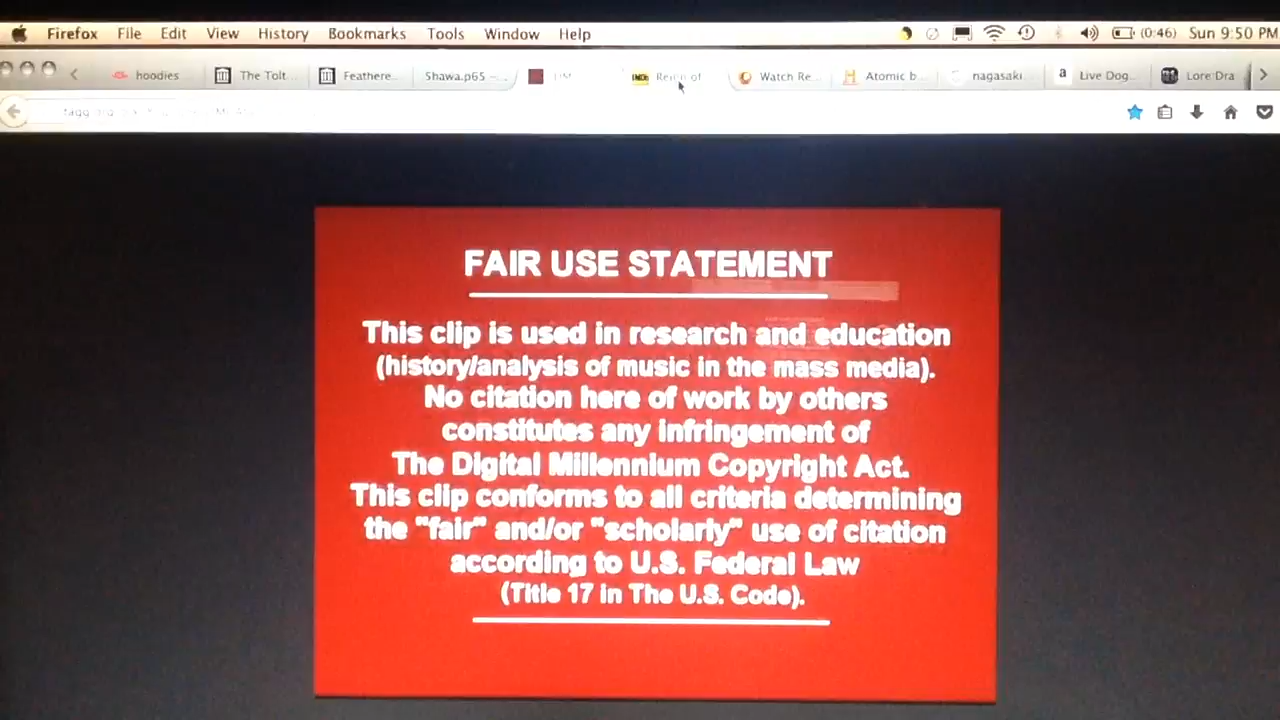 Firefox File Edit View History Bookmarks Tools Window Help (0:46) Sun 9:50 PM
hoodies The Tolt... Feathere... Shawa.p65 — ... IMDb Reign of Watch Re... Atomic b... nagasaki... a Live Dog... Lore:Dra
FAIR USE STATEMENT
This clip is used in research and education
(history/analysis of music in the mass media).
No citation here of work by others
constitutes any infringement of
The Digital Millennium Copyright Act.
This clip conforms to all criteria determining
the "fair" and/or "scholarly" use of citation
according to U.S. Federal Law
(Title 17 in The U.S. Code).